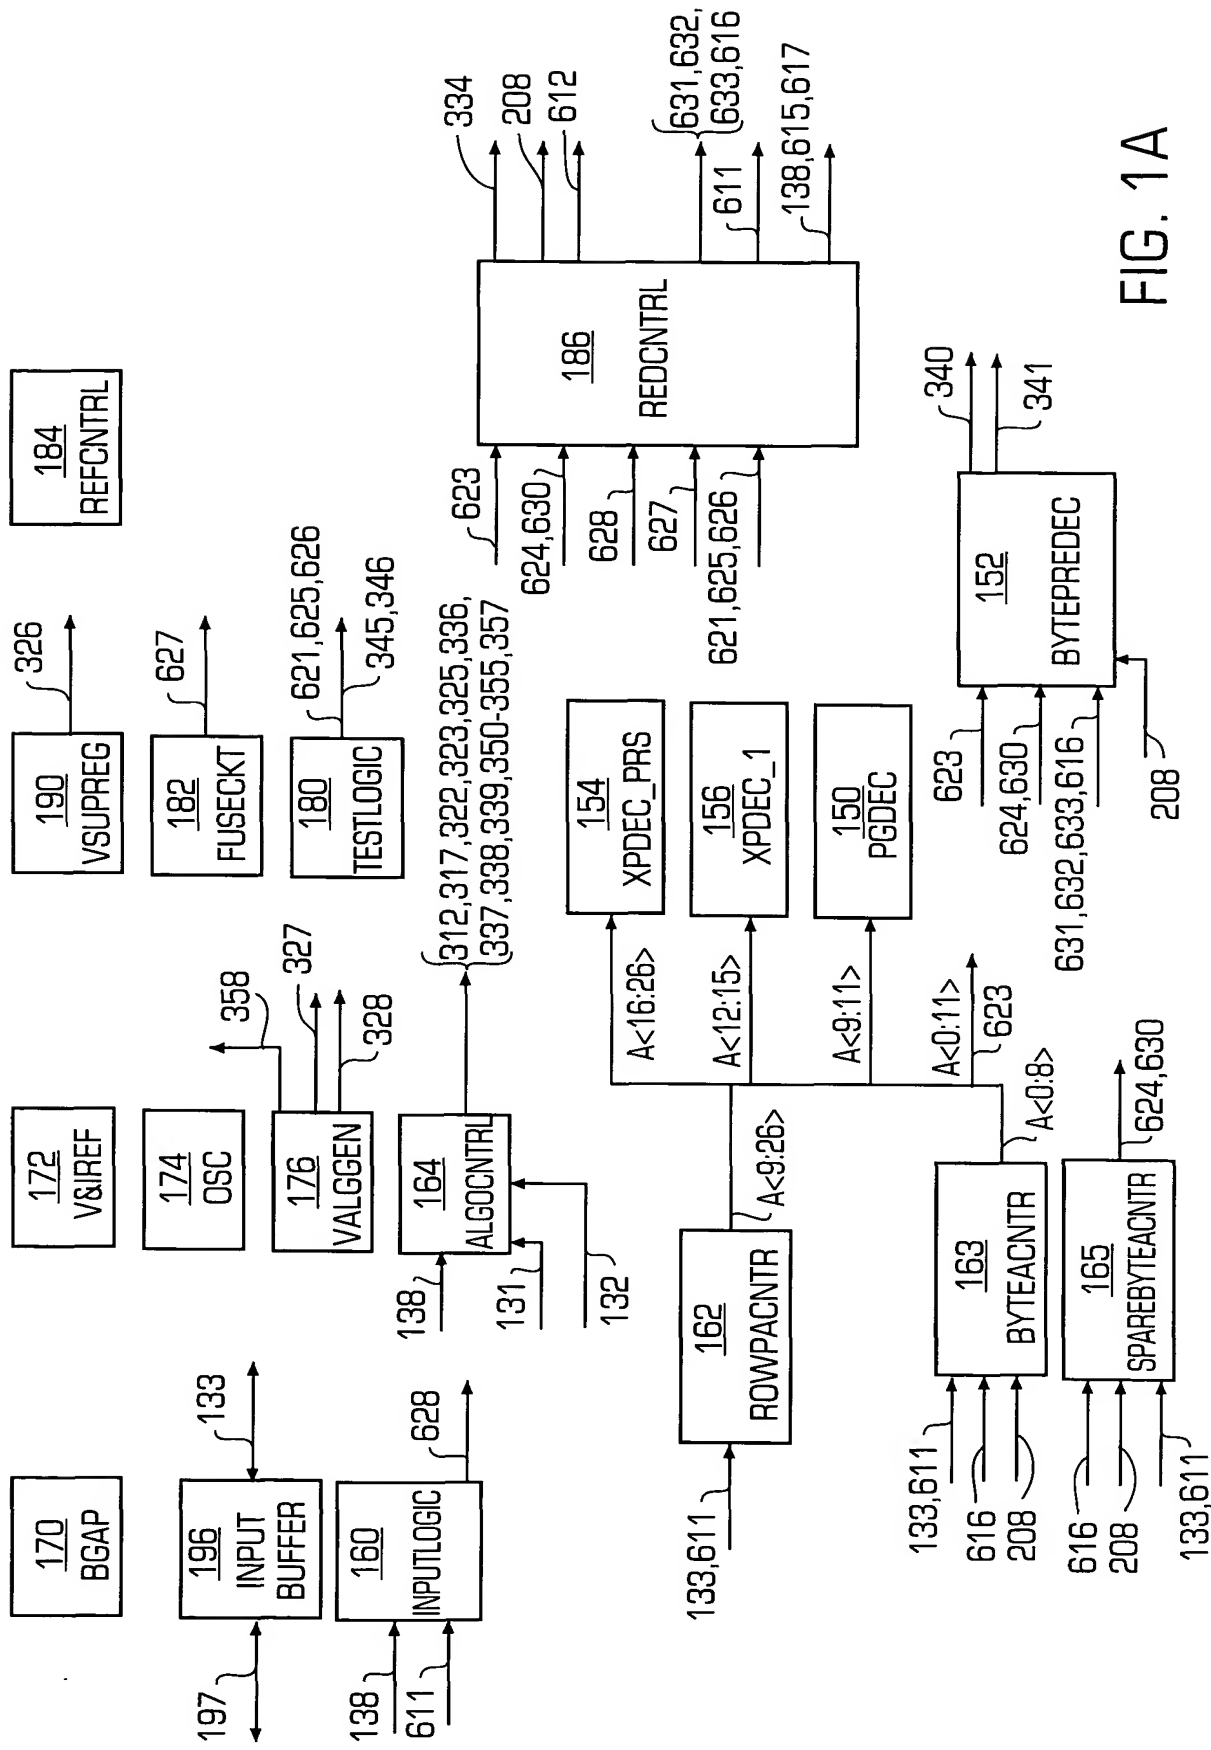 170
BGAP
172
V&IREF
184
REFCNTRL
190
VSUPREG
326
196
INPUT
BUFFER
197
133
174
OSC
182
FUSECKT
627
160
INPUTLOGIC
138
611
628
176
VALGGEN
358
327
328
180
TESTLOGIC
621,625,626
345,346
164
ALGOCNTRL
138
131
132
312,317,322,323,325,336,
337,338,339,350-355,357
186
REDCNTRL
623
624,630
628
627
621,625,626
334
208
612
631,632,
633,616
611
138,615,617
162
ROWPACNTR
133,611
A<9:26>
A<16:26>
A<12:15>
A<9:11>
A<0:11>
623
A<0:8>
154
XPDEC_PRS
156
XPDEC_1
150
PGDEC
163
BYTEACNTR
133,611
616
208
165
SPAREBYTEACNTR
616
208
133,611
624,630
152
BYTEPREDEC
623
624,630
631,632,633,616
208
340
341
FIG. 1A